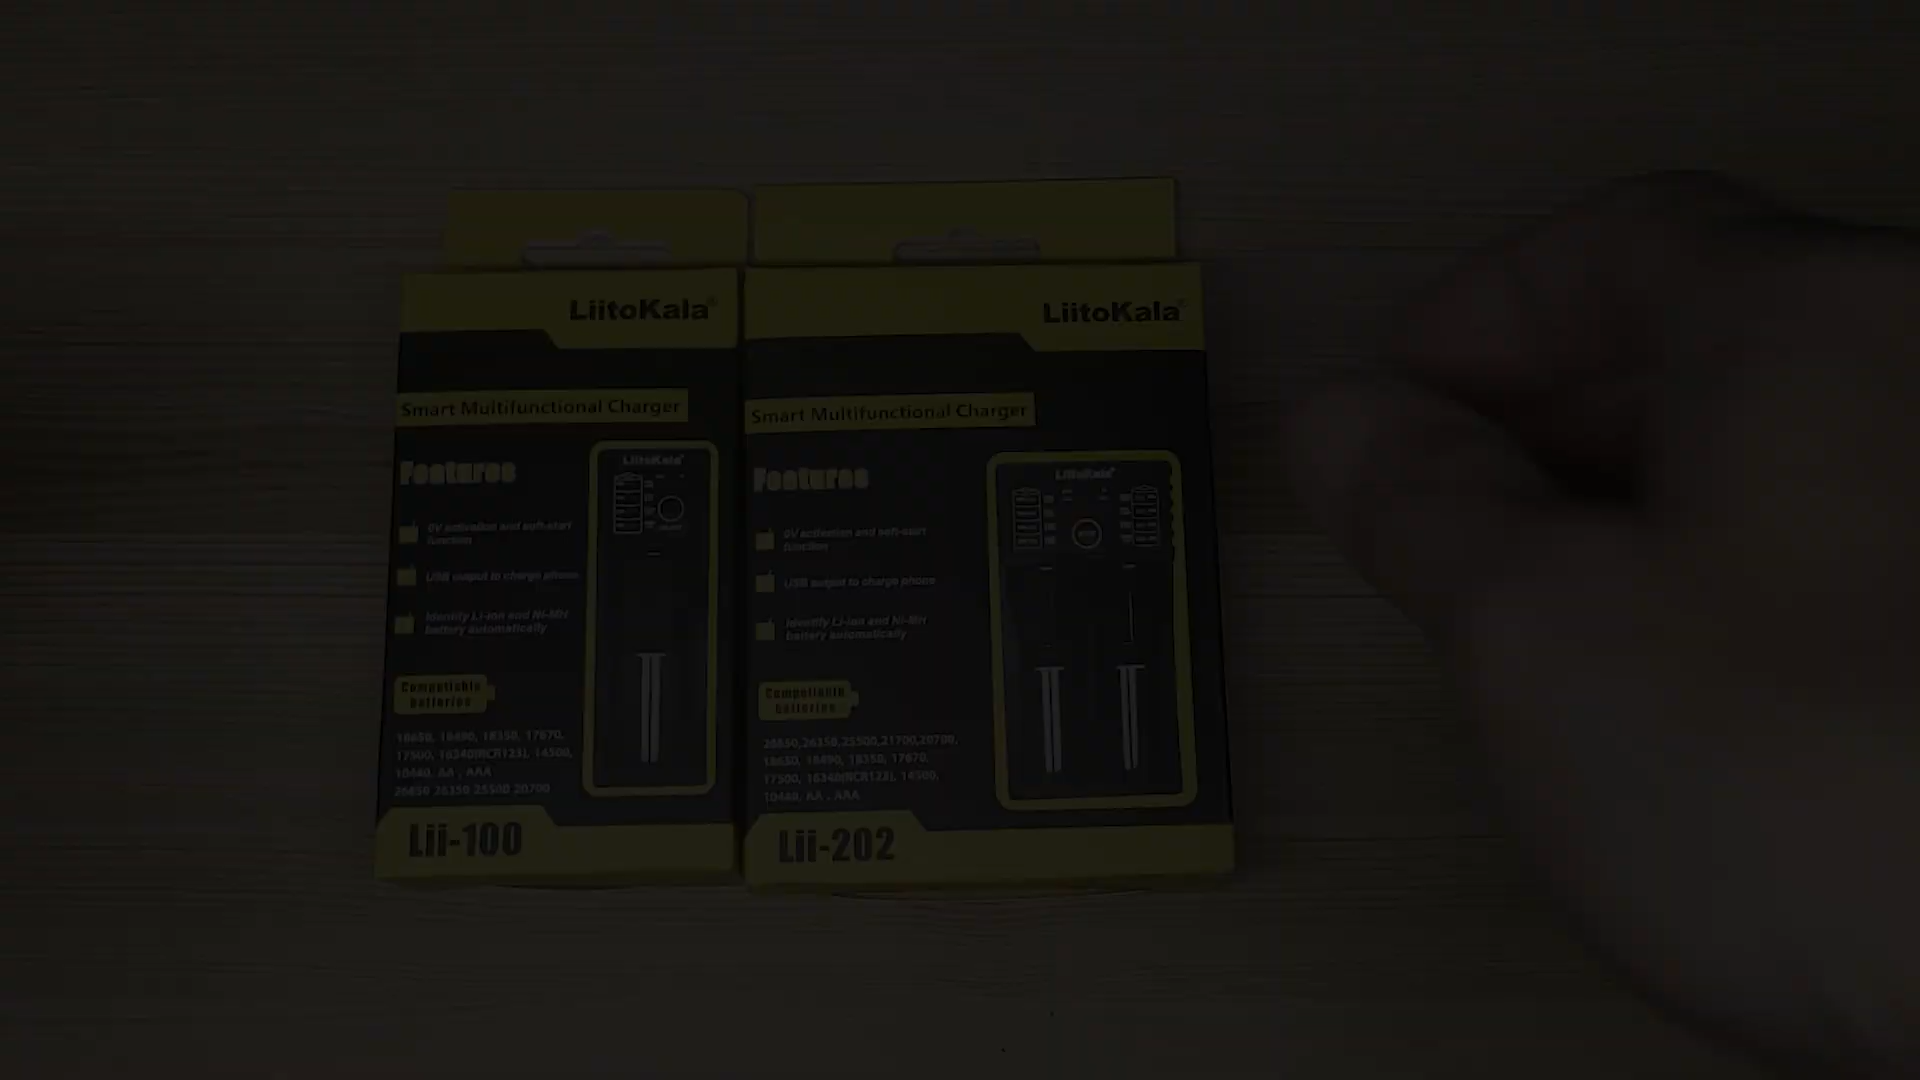 LiitoKala®
Smart Multifunctional Charger
Features
0V activation and soft-start
function
USB output to charge phone
Identify Li-ion and Ni-MH
battery automatically
LiitoKala®
Compatiable
batteries
18650, 18490, 18350, 17670,
17500, 16340(RCR123), 14500,
10440, AA , AAA
26650 26350 25500 20700
Lii-100
LiitoKala®
Smart Multifunctional Charger
Features
0V activation and soft-start
function
USB output to charge phone
Identify Li-ion and Ni-MH
battery automatically
LiitoKala®
Compatiable
batteries
26650,26350,25500,21700,20700,
18650, 18490, 18350, 17670,
17500, 16340(RCR123), 14500,
10440, AA , AAA
Lii-202